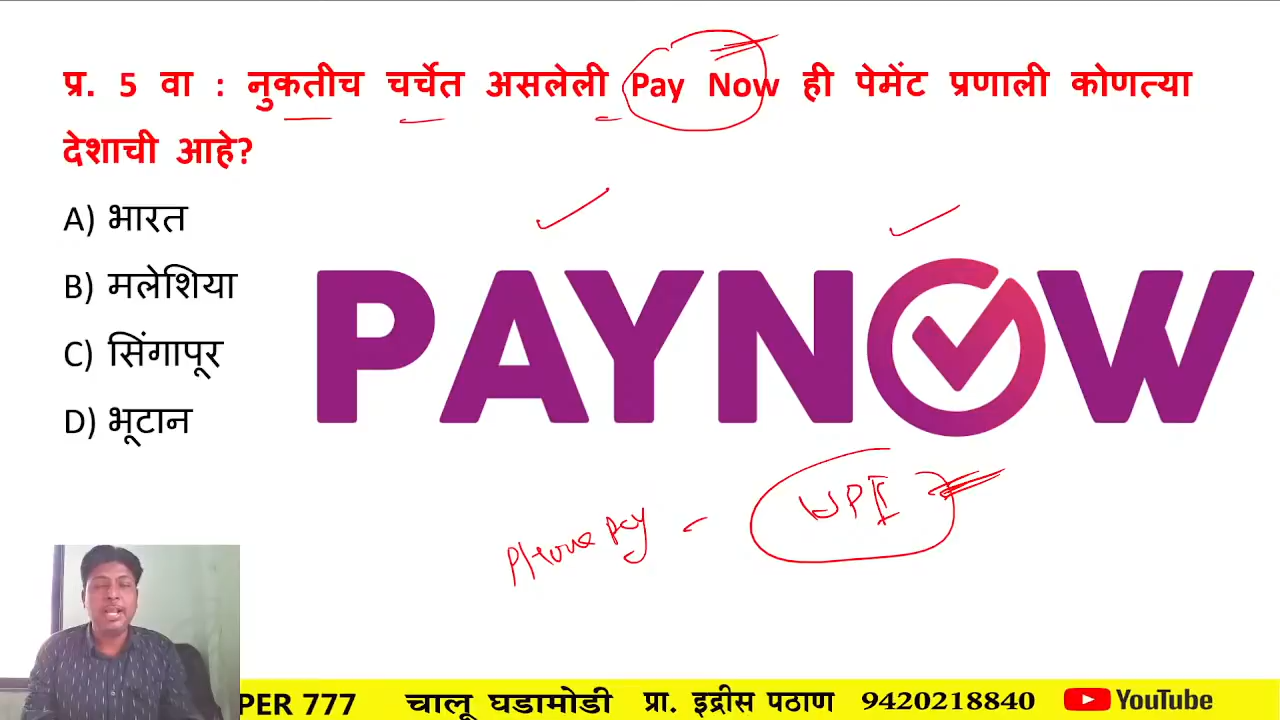 प्र. 5 वा : नुकतीच चर्चेत असलेली Pay Now ही पेमेंट प्रणाली कोणत्या
देशाची आहे?
A) भारत
B) मलेशिया
C) सिंगापूर
D) भूटान
PAYNOW
Phone Pay - UPI
PER 777 चालू घडामोडी प्रा. इद्रीस पठाण 9420218840 YouTube